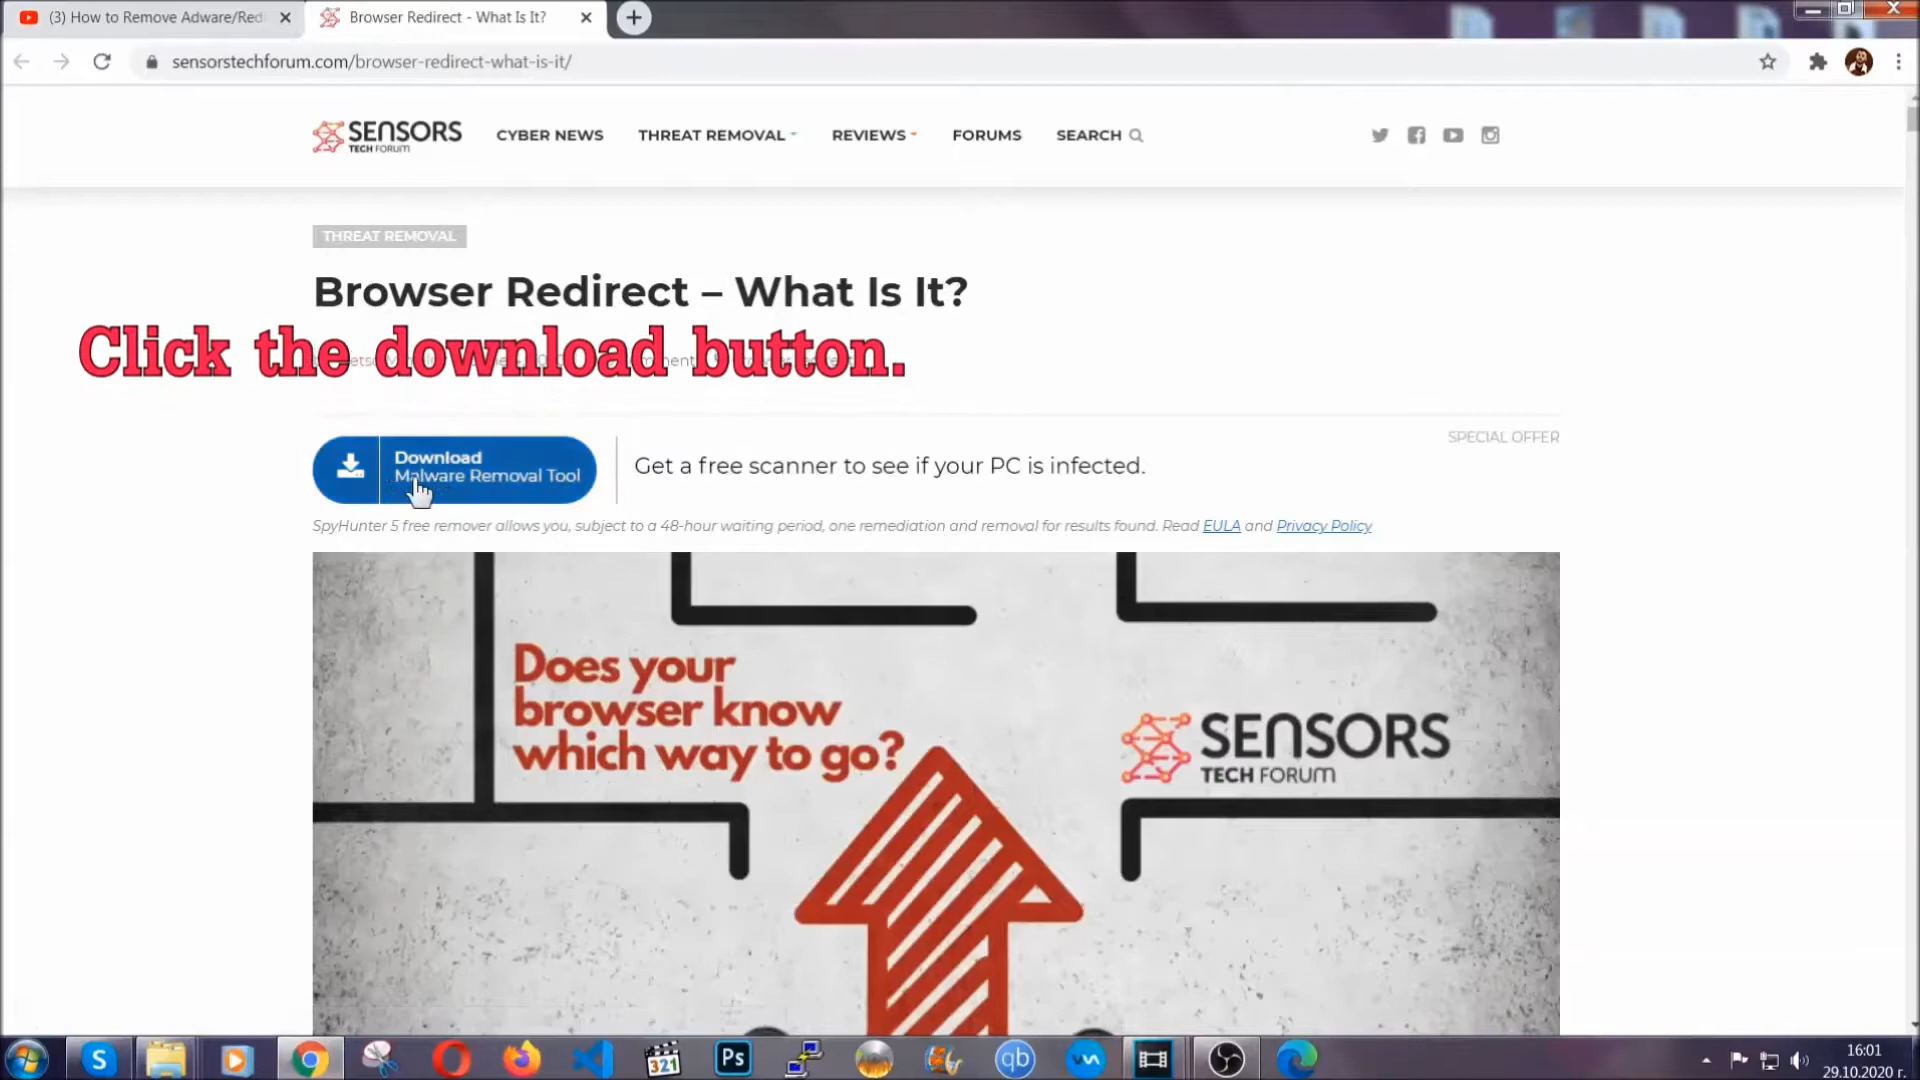 (3) How to Remove Adware/Red
Browser Redirect - What Is It?
sensorstechforum.com/browser-redirect-what-is-it/
SENSORS
TECH FORUM
CYBER NEWS
THREAT REMOVAL
REVIEWS
FORUMS
SEARCH
THREAT REMOVAL
Browser Redirect – What Is It?
Click the download button.
SPECIAL OFFER
Download
Malware Removal Tool
Get a free scanner to see if your PC is infected.
SpyHunter 5 free remover allows you, subject to a 48-hour waiting period, one remediation and removal for results found. Read EULA and Privacy Policy
Does your
browser know
which way to go?
SENSORS
TECH FORUM
S
321
Ps
qb
16:01
29.10.2020 г.